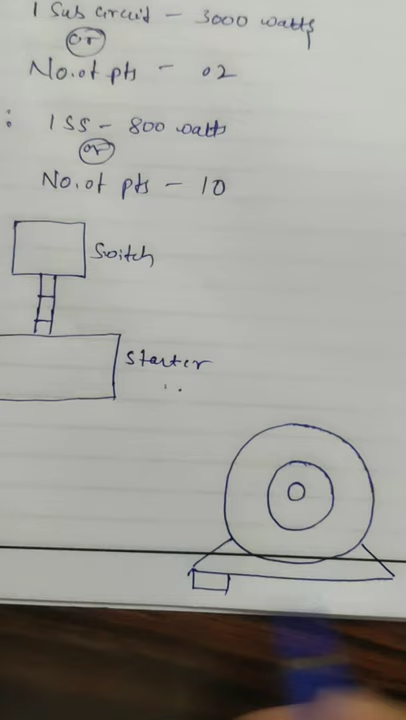 1 Sub circuit - 3000 watts
or
No. of pts - 02
: 1 SS - 800 watts
or
No. of pts - 10
Switch
Starter